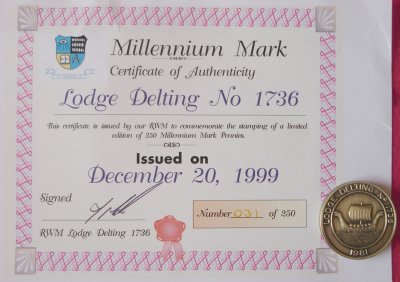 Millennium Mark
Certificate of Authenticity
Lodge Delting No 1736
This certificate is issued by our RWM to commemorate the stamping of a limited
edition of 250 Millennium Mark Pennies.
Issued on
December 20, 1999
Signed
Number 031 of 250
RWM Lodge Delting 1736
LODGE DELTING Nº 1736
1981